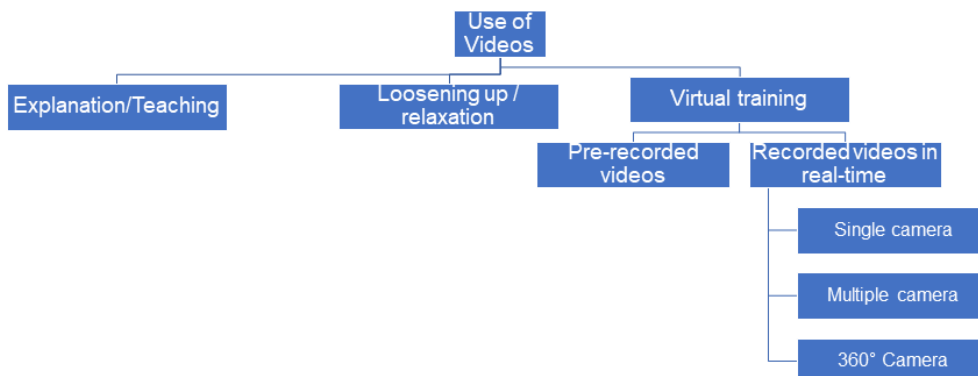 Use of
Videos
Explanation/Teaching
Loosening up /
relaxation
Virtual training
Pre-recorded
videos
Recorded videos in
real-time
Single camera
Multiple camera
360° Camera